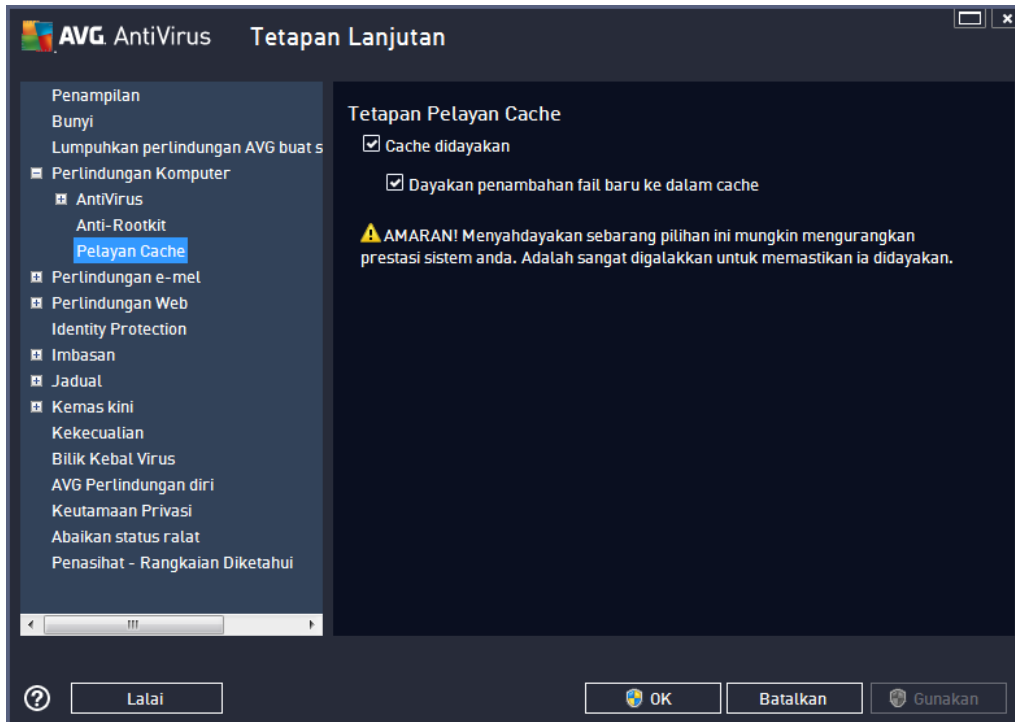 AVG AntiVirus Tetapan Lanjutan
Penampilan
Bunyi
Lumpuhkan perlindungan AVG buat s
Perlindungan Komputer
AntiVirus
Anti-Rootkit
Pelayan Cache
Perlindungan e-mel
Perlindungan Web
Identity Protection
Imbasan
Jadual
Kemas kini
Kekecualian
Bilik Kebal Virus
AVG Perlindungan diri
Keutamaan Privasi
Abaikan status ralat
Penasihat - Rangkaian Diketahui
Tetapan Pelayan Cache
Cache didayakan
Dayakan penambahan fail baru ke dalam cache
AMARAN! Menyahdayakan sebarang pilihan ini mungkin mengurangkan
prestasi sistem anda. Adalah sangat digalakkan untuk memastikan ia didayakan.
Lalai
OK
Batalkan
Gunakan